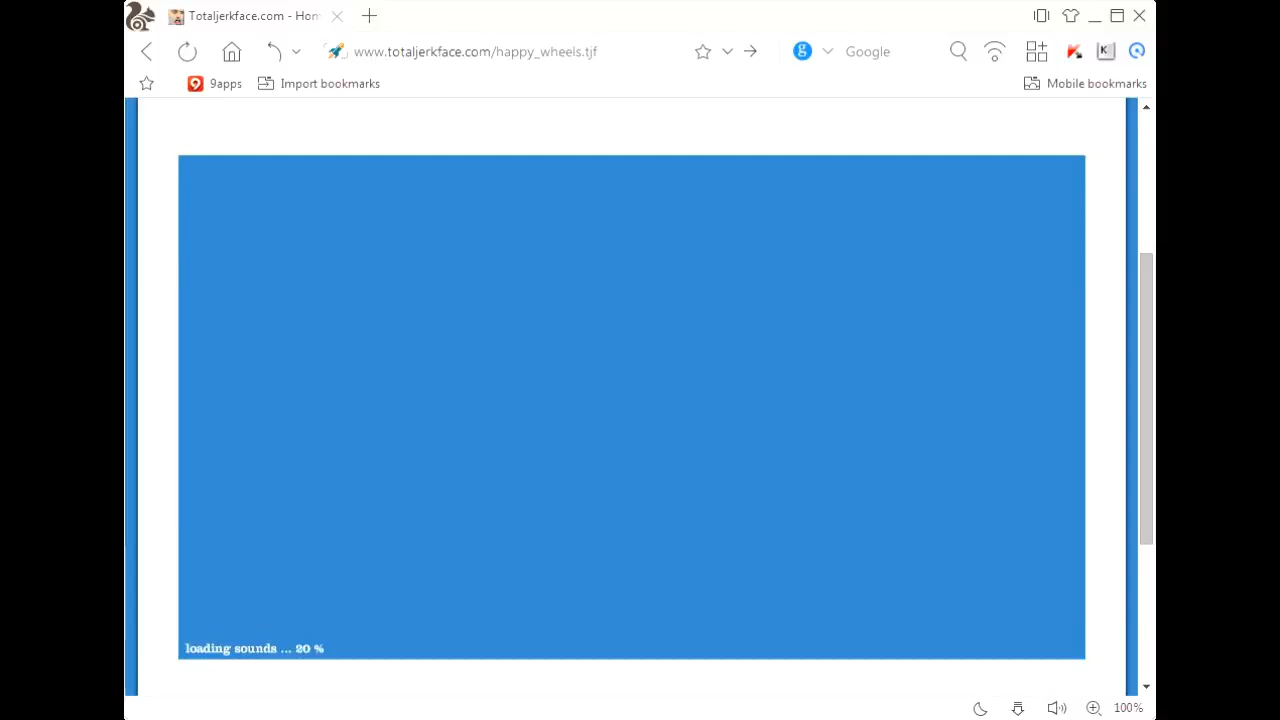 Totaljerkface.com - Hom
www.totaljerkface.com/happy_wheels.tjf
Google
9apps
Import bookmarks
Mobile bookmarks
loading sounds ... 20 %
100%